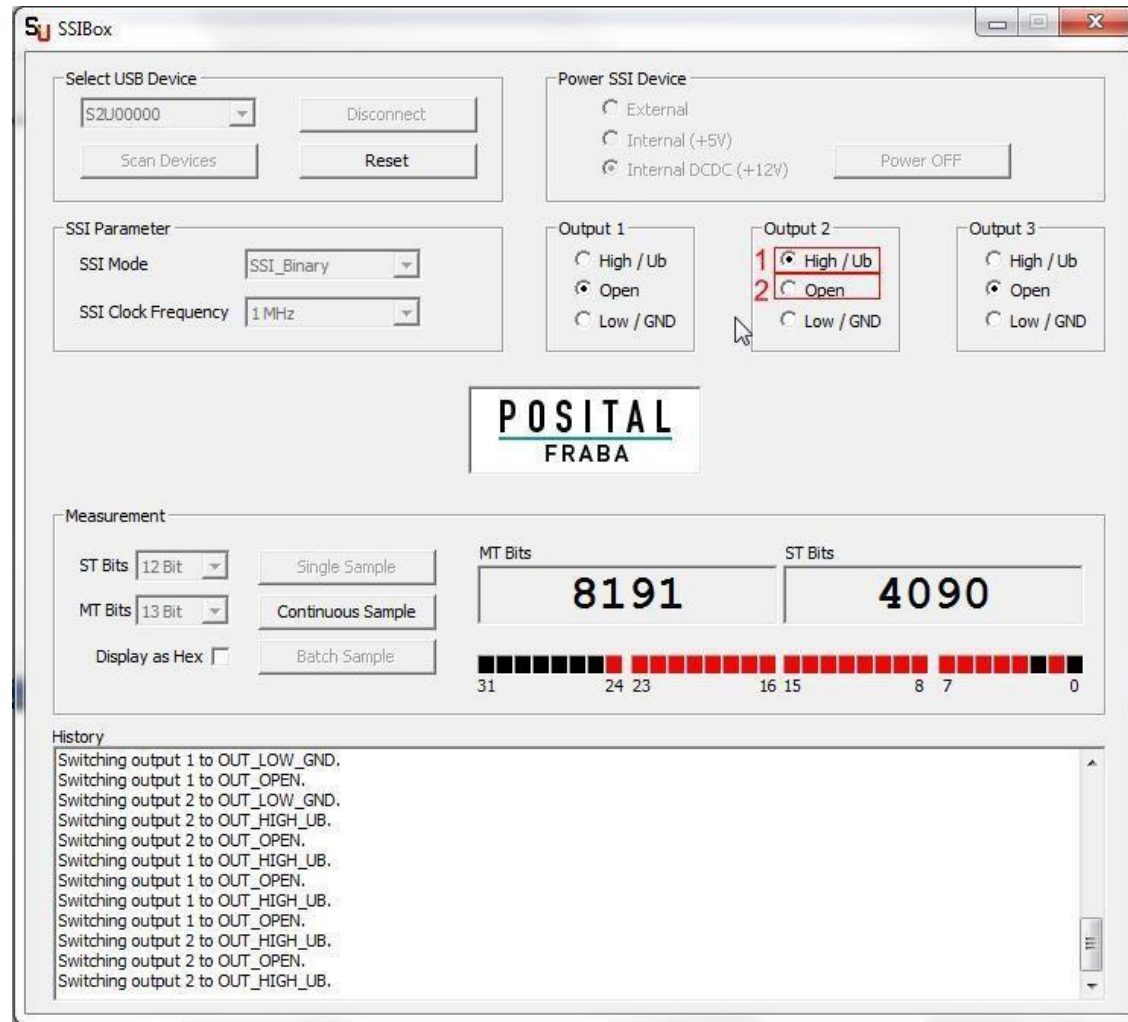 SU SSIBox
Select USB Device
S2U00000
Disconnect
Scan Devices
Reset
Power SSI Device
External
Internal (+5V)
Internal DCDC (+12V)
Power OFF
SSI Parameter
SSI Mode
SSI_Binary
SSI Clock Frequency
1 MHz
Output 1
High / Ub
Open
Low / GND
Output 2
1 High / Ub
2 Open
Low / GND
Output 3
High / Ub
Open
Low / GND
POSITAL
FRABA
Measurement
ST Bits 12 Bit
Single Sample
MT Bits 13 Bit
Continuous Sample
Display as Hex
Batch Sample
MT Bits
8191
ST Bits
4090
31 24 23 16 15 8 7 0
History
Switching output 1 to OUT_LOW_GND.
Switching output 1 to OUT_OPEN.
Switching output 2 to OUT_LOW_GND.
Switching output 2 to OUT_HIGH_UB.
Switching output 2 to OUT_OPEN.
Switching output 1 to OUT_HIGH_UB.
Switching output 1 to OUT_OPEN.
Switching output 1 to OUT_HIGH_UB.
Switching output 1 to OUT_OPEN.
Switching output 2 to OUT_HIGH_UB.
Switching output 2 to OUT_OPEN.
Switching output 2 to OUT_HIGH_UB.